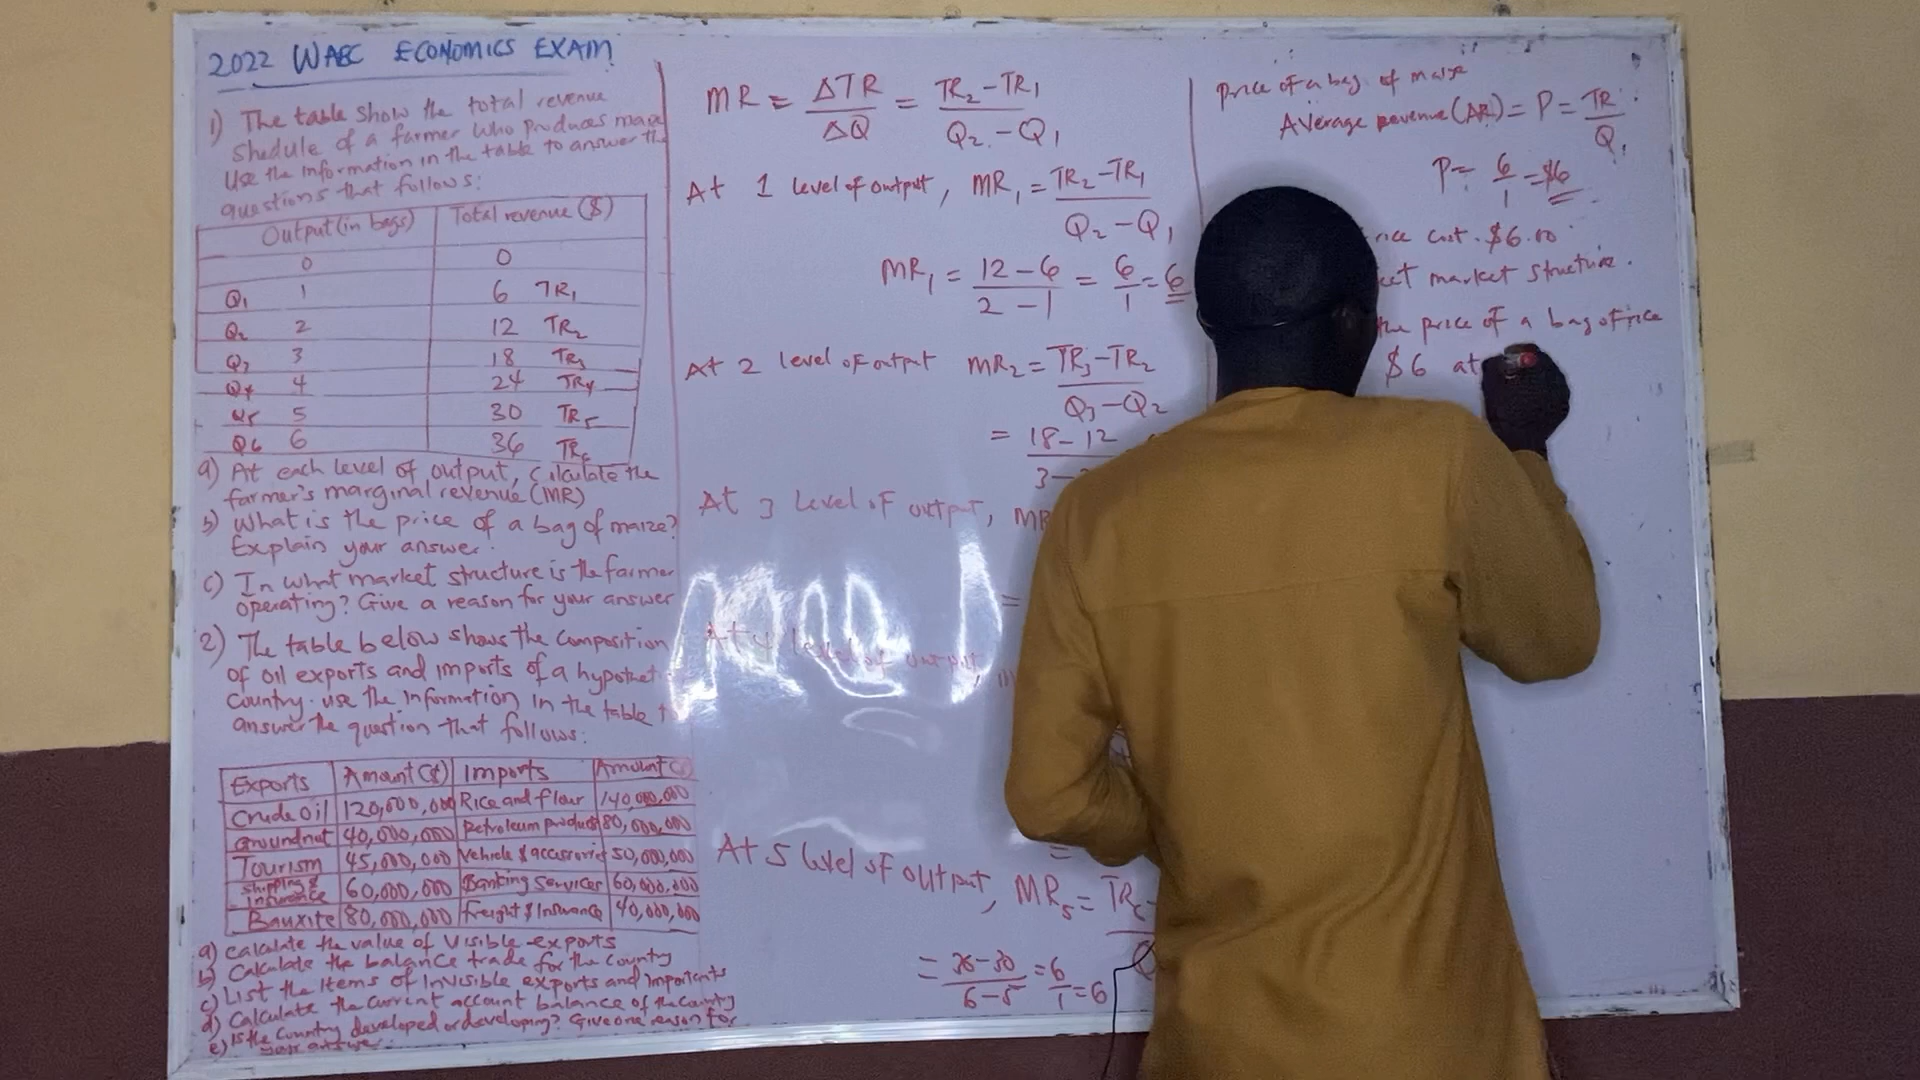 2022 WAEC ECONOMICS EXAM
1) The table show the total revenue
shedule of a farmer who produces maize
Use the information in the table to answer the
questions that follows:
Output (in bags) Total revenue ($)
0 0
Q1 1 6 TR1
Q2 2 12 TR2
Q3 3 18 TR3
Q4 4 24 TR4
Q5 5 30 TR5
Q6 6 36 TR6
a) At each level of output, calculate the
farmer's marginal revenue (MR)
b) What is the price of a bag of maize?
Explain your answer.
c) In what market structure is the farmer
operating? Give a reason for your answer
2) The table below shows the composition
of oil exports and imports of a hypothet
Country. use the information in the table
answer the question that follows:
Exports Amount ($) Imports Amount ($)
Crude oil 120,000,000 Rice and flour 140,000,000
Groundnut 40,000,000 Petroleum product 80,000,000
Tourism 45,000,000 Vehicle & accessories 50,000,000
Shipping & insurance 60,000,000 Banking services 60,000,000
Bauxite 80,000,000 Freight & Insurance 40,000,000
a) calculate the value of visible exports
b) Calculate the balance trade for the country
c) List the items of invisible exports and imports
d) Calculate the current account balance of the country
e) Is the country developed or developing? Give one reason for
your answer.
MR = ΔTR/ΔQ = TR2-TR1/Q2-Q1
At 1 level of output, MR1 = TR2-TR1/Q2-Q1
MR1 = 12-6/2-1 = 6/1 = 6
At 2 level of output MR2 = TR3-TR2/Q3-Q2
= 18-12/3-
At 3 level of output, MR
=
At 4 level of output,
=
At 5 level of output, MR5 = TR6-
= 36-30/6-5 = 6/1 = 6
Price of a bag of maize
Average revenue (AR) = P = TR/Q
P = 6/1 = $6
cost. $6.00
market structure.
the price of a bag of rice
$6 at